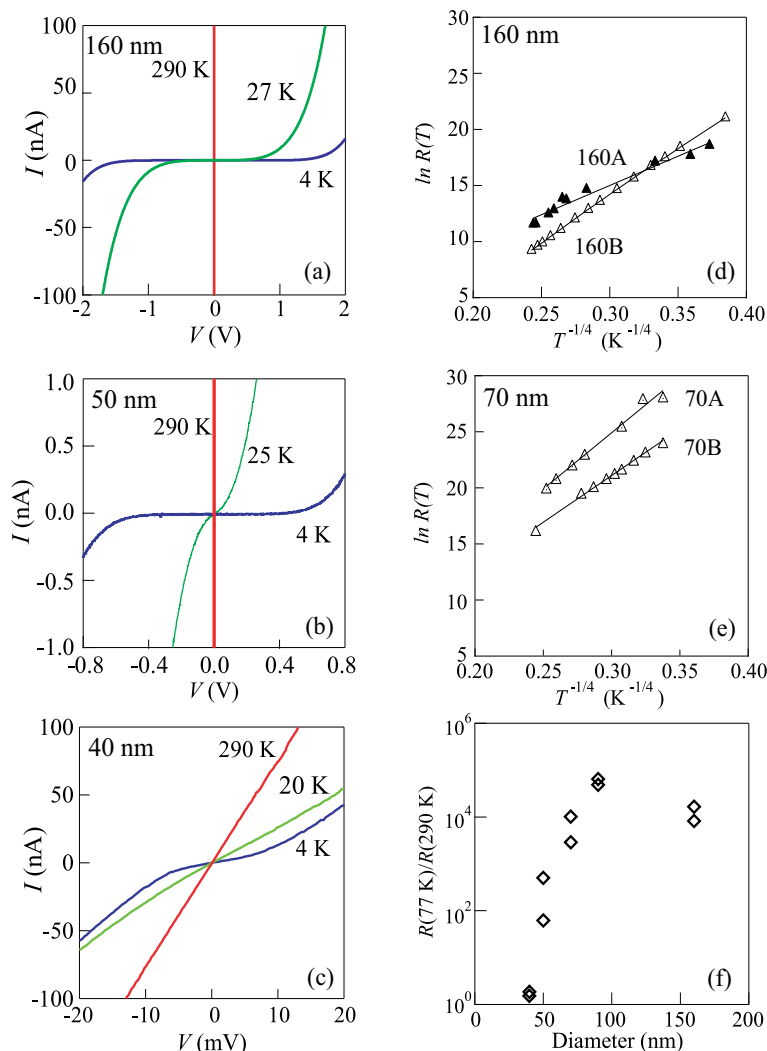 160 nm
290 K
27 K
4 K
(a)
100
50
0
-50
-100
-2
-1
0
1
2
I (nA)
V (V)
160 nm
160A
160B
(d)
30
25
20
15
10
5
0.20
0.25
0.30
0.35
0.40
ln R(T)
T^-1/4 (K^-1/4)
50 nm
290 K
25 K
4 K
(b)
1.0
0.5
0.0
-0.5
-1.0
-0.8
-0.4
0.0
0.4
0.8
I (nA)
V (V)
70 nm
70A
70B
(e)
30
25
20
15
10
5
0.20
0.25
0.30
0.35
0.40
ln R(T)
T^-1/4 (K^-1/4)
40 nm
290 K
20 K
4 K
(c)
100
50
0
-50
-100
-20
-10
0
10
20
I (nA)
V (mV)
(f)
10^6
10^4
10^2
10^0
0
50
100
150
200
R(77 K)/R(290 K)
Diameter (nm)